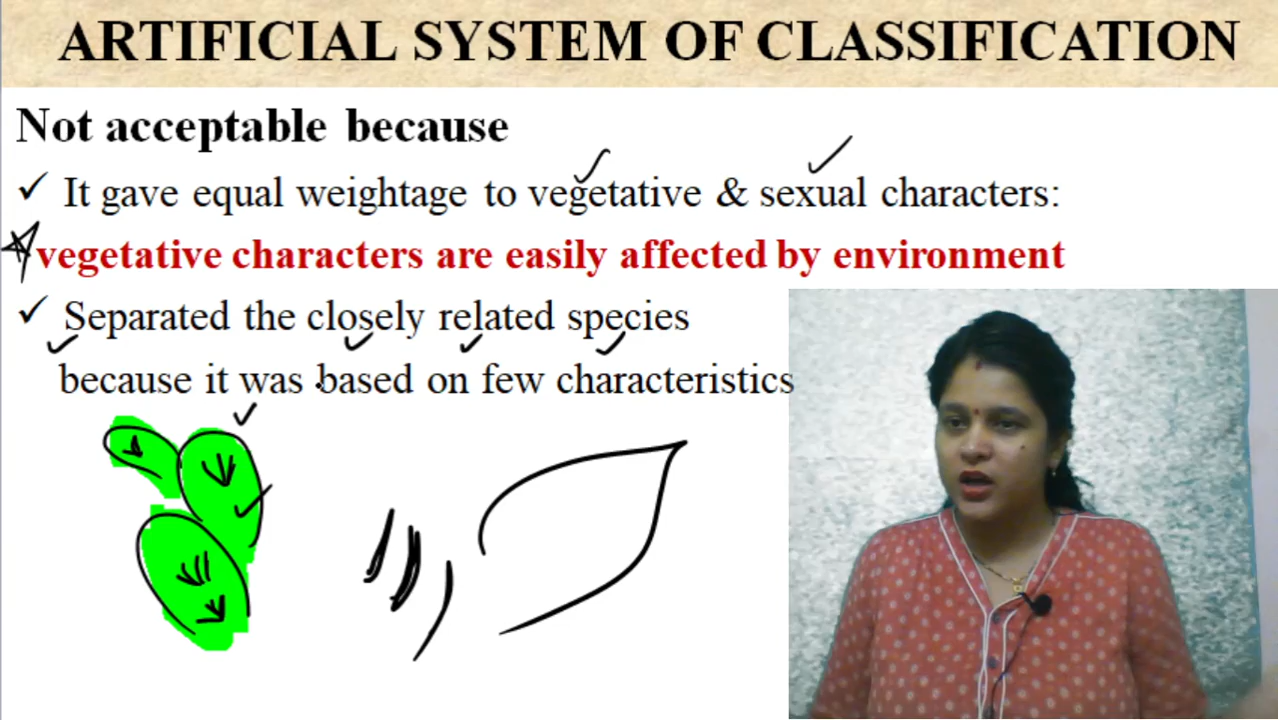 ARTIFICIAL SYSTEM OF CLASSIFICATION
Not acceptable because
✓ It gave equal weightage to vegetative & sexual characters:
vegetative characters are easily affected by environment
✓ Separated the closely related species
because it was based on few characteristics